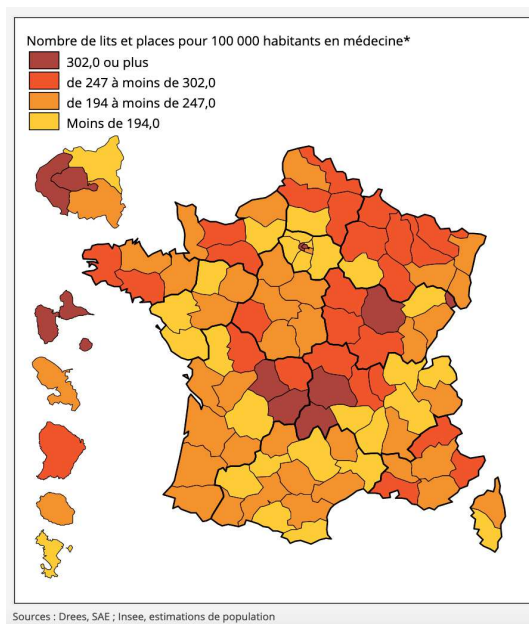 Nombre de lits et places pour 100 000 habitants en médecine*
302,0 ou plus
de 247 à moins de 302,0
de 194 à moins de 247,0
Moins de 194,0
Sources : Drees, SAE ; Insee, estimations de population